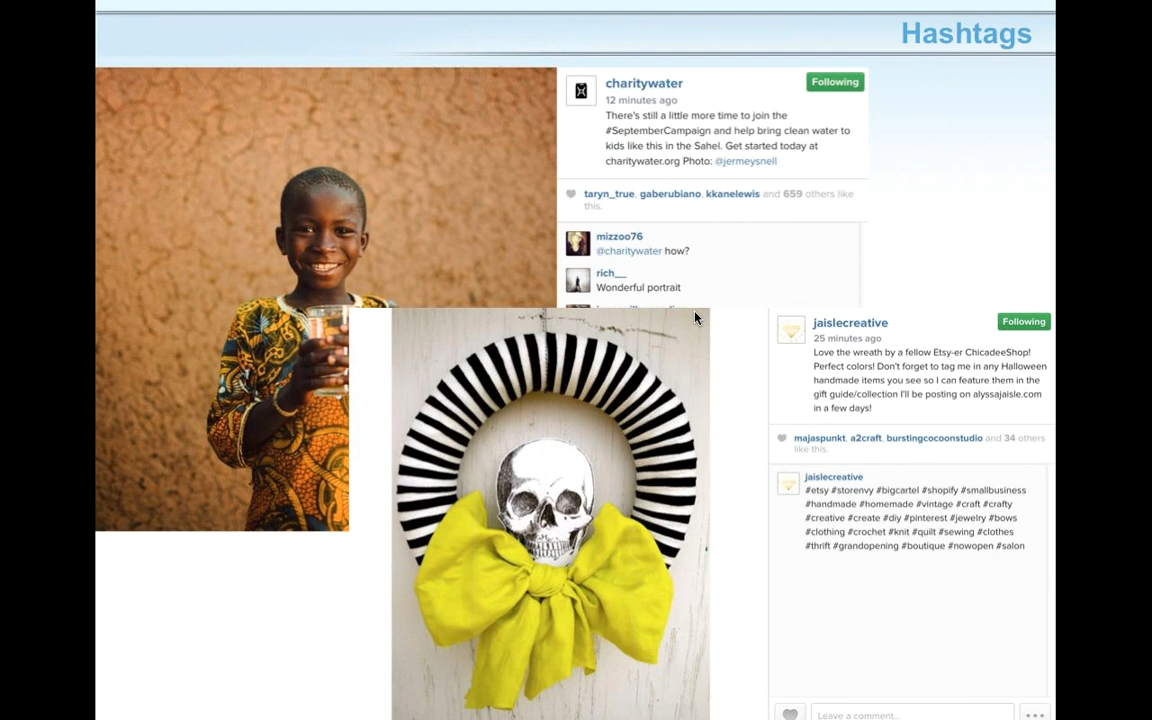 Hashtags
charitywater
Following
12 minutes ago
There's still a little more time to join the
#SeptemberCampaign and help bring clean water to
kids like this in the Sahel. Get started today at
charitywater.org Photo: @jermeysnell
taryn_true, gaberubiano, kkanelewis and 659 others like
this.
mizzoo76
@charitywater how?
rich__
Wonderful portrait
jaislecreative
Following
25 minutes ago
Love the wreath by a fellow Etsy-er ChicadeeShop!
Perfect colors! Don't forget to tag me in any Halloween
handmade items you see so I can feature them in the
gift guide/collection I'll be posting on alyssajaisle.com
in a few days!
majaspunkt, a2craft, burstingcocoonstudio and 34 others
like this.
jaislecreative
#etsy #storenvy #bigcartel #shopify #smallbusiness
#handmade #homemade #vintage #craft #crafty
#creative #create #diy #pinterest #jewelry #bows
#clothing #crochet #knit #quilt #sewing #clothes
#thrift #grandopening #boutique #nowopen #salon
Leave a comment...